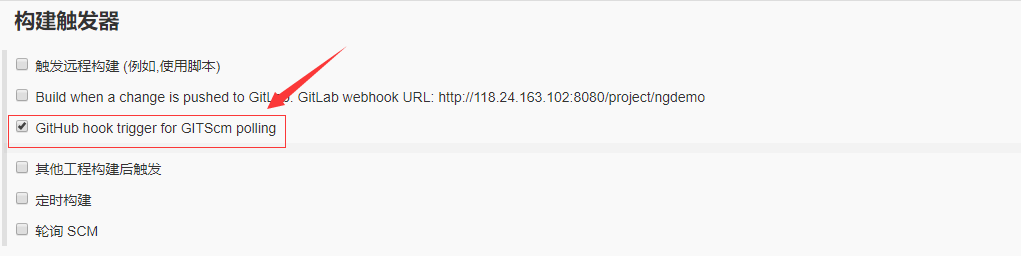 构建触发器
触发远程构建 (例如,使用脚本)
Build when a change is pushed to GitLab. GitLab webhook URL: http://118.24.163.102:8080/project/ngdemo
GitHub hook trigger for GITScm polling
其他工程构建后触发
定时构建
轮询 SCM